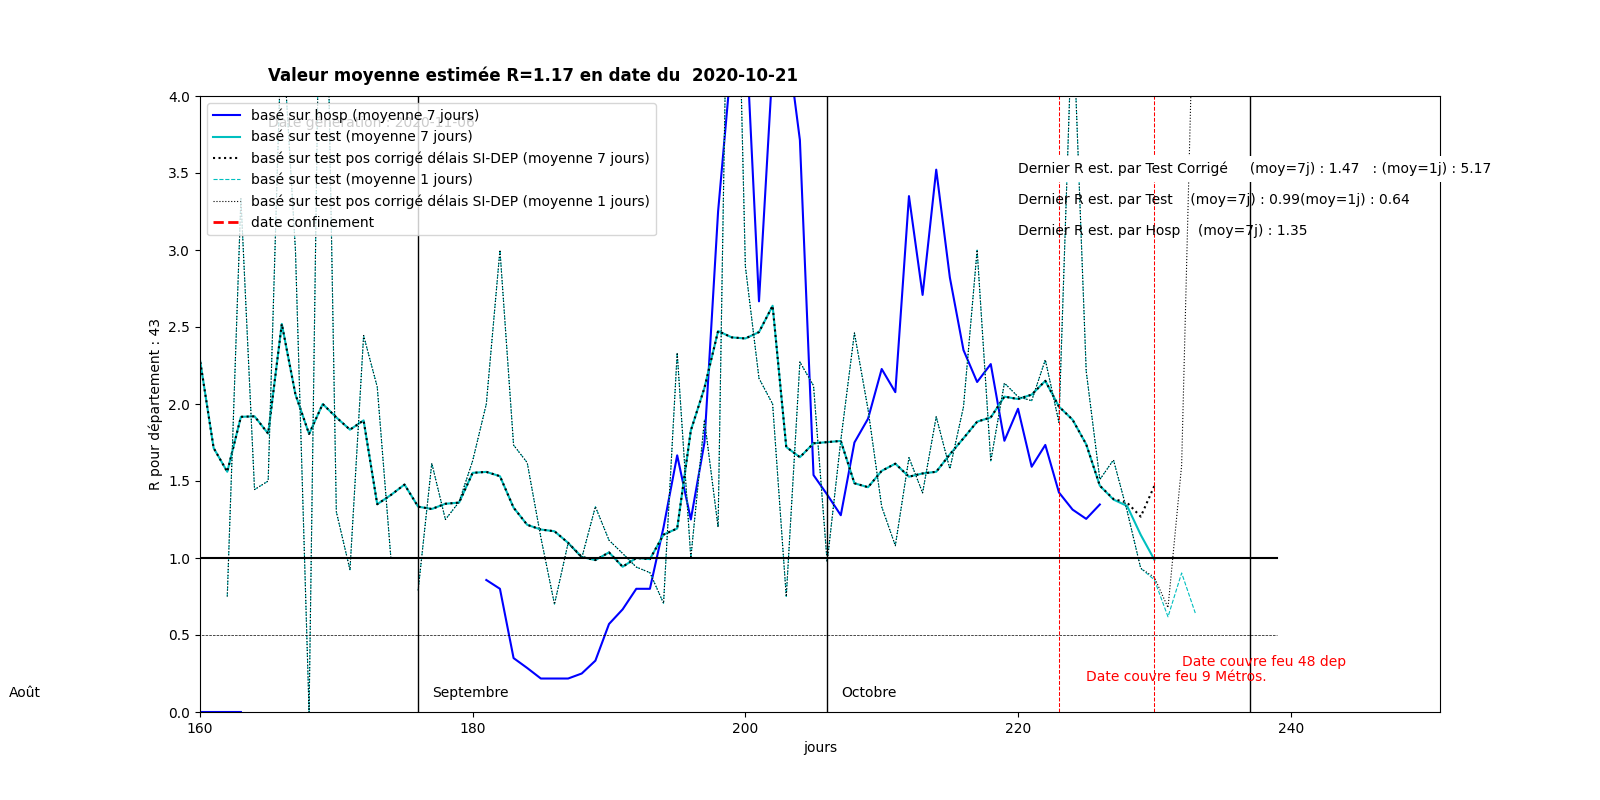 Valeur moyenne estimée R=1.17 en date du  2020-10-21
Date génération : 2020-11-06
basé sur hosp (moyenne 7 jours)
basé sur test (moyenne 7 jours)
basé sur test pos corrigé délais SI-DEP (moyenne 7 jours)
basé sur test (moyenne 1 jours)
basé sur test pos corrigé délais SI-DEP (moyenne 1 jours)
date confinement
Dernier R est. par Test Corrigé     (moy=7j) : 1.47   : (moy=1j) : 5.17
Dernier R est. par Test    (moy=7j) : 0.99(moy=1j) : 0.64
Dernier R est. par Hosp    (moy=7j) : 1.35
4.0
3.5
3.0
2.5
2.0
1.5
1.0
0.5
0.0
R pour département : 43
Date couvre feu 48 dep
Date couvre feu 9 Métros.
Août
Septembre
Octobre
160
180
200
220
240
jours